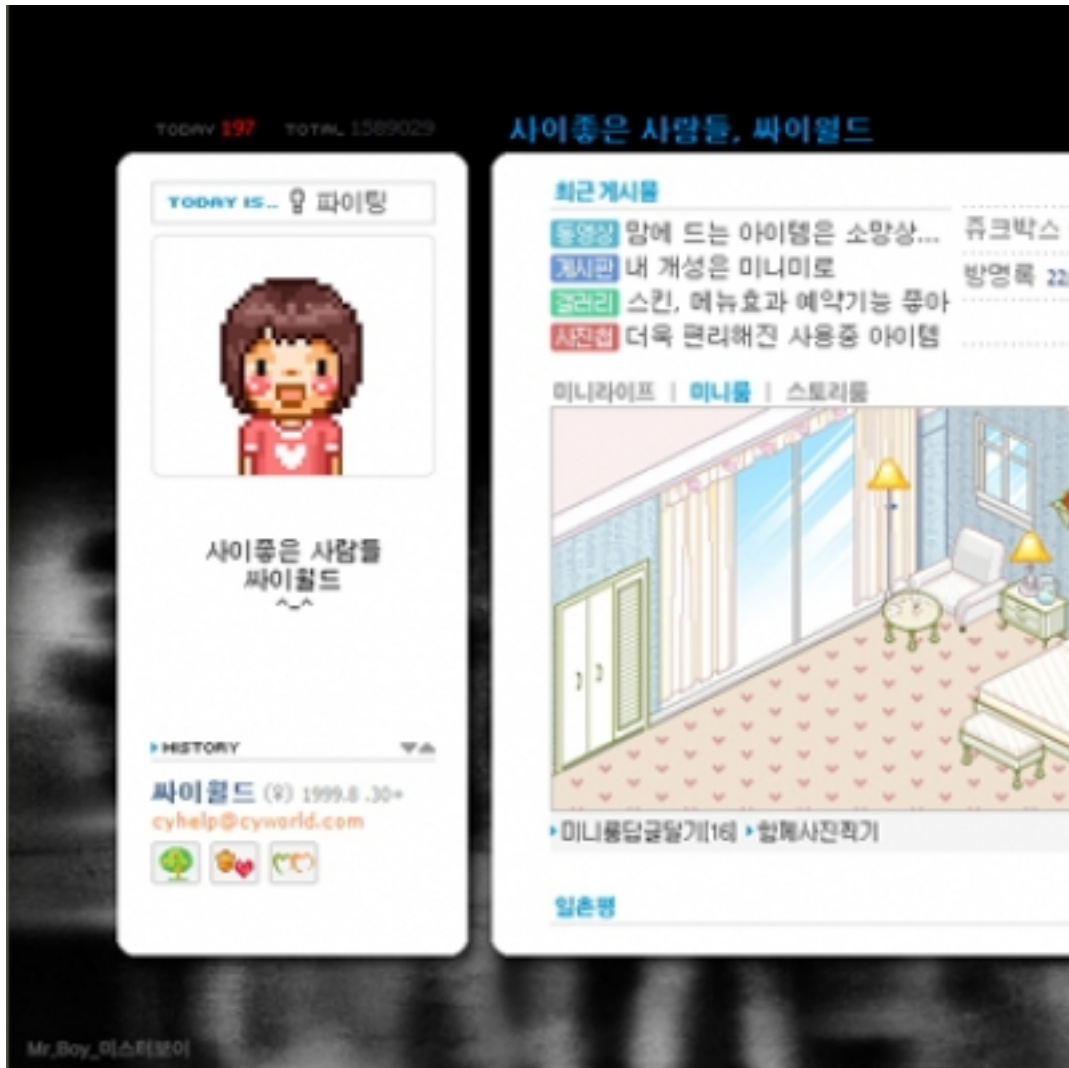 TODAY 197 TOTAL 1589029
사이좋은 사람들, 싸이월드
TODAY IS.. 파이팅
사이좋은 사람들
싸이월드
^_^
HISTORY
싸이월드 (우) 1999.8 .30+
cyhelp@cyworld.com
최근 게시물
동영상 맘에 드는 아이템은 소망상...
게시판 내 개성은 미니미로
갤러리 스킨, 메뉴효과 예약기능 좋아
사진첩 더욱 편리해진 사용중 아이템
쥬크박스
방명록
미니라이프 | 미니룸 | 스토리룸
미니룸답글달기[16] 함께사진찍기
일촌평
Mr,Boy_미스터보이